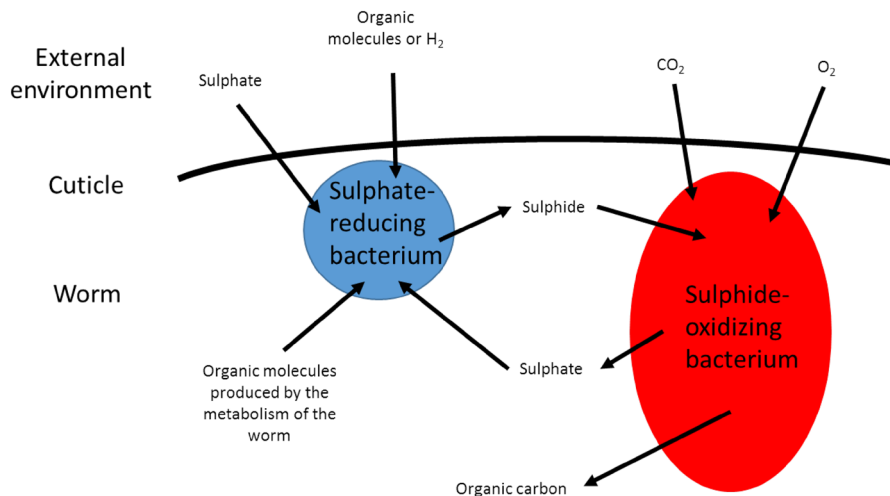 Organic
molecules or H₂
External
environment
Sulphate
CO₂
O₂
Cuticle
Sulphate-
reducing
bacterium
Sulphide
Worm
Sulphide-
oxidizing
bacterium
Organic molecules
produced by the
metabolism of the
worm
Sulphate
Organic carbon